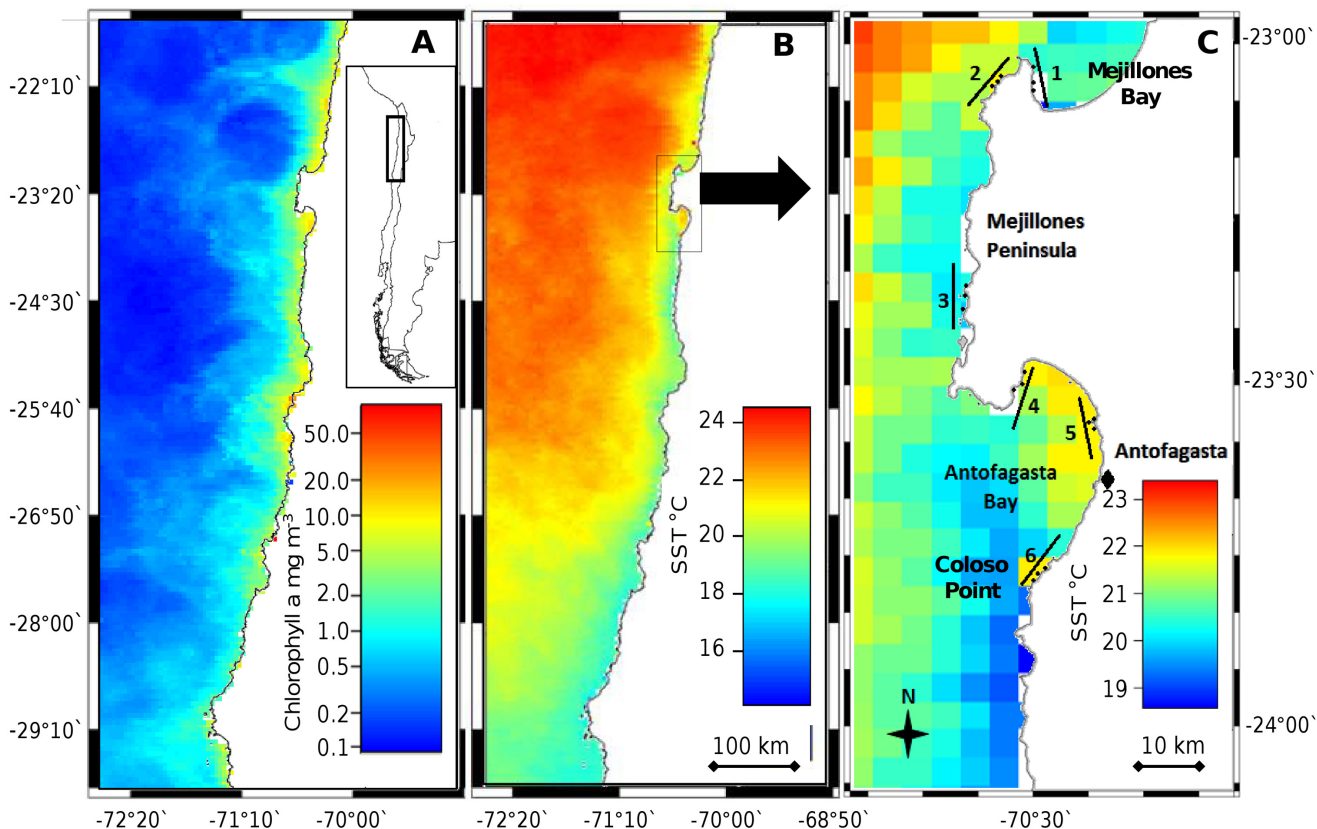 A
B
C
-22°10`
-23°20`
-24°30`
-25°40`
-26°50`
-28°00`
-29°10`
-72°20`
-71°10`
-70°00`
Chlorophyll a mg m-3
50.0
20.0
10.0
5.0
2.0
1.0
0.5
0.2
0.1
SST °C
24
22
20
18
16
100 km
-72°20`
-71°10`
-70°00`
-68°50`
2
1
Mejillones
Bay
Mejillones
Peninsula
3
4
5
Antofagasta
Antofagasta
Bay
6
Coloso
Point
SST °C
23
22
21
20
19
N
10 km
-23°00`
-23°30`
-24°00`
-70°30`